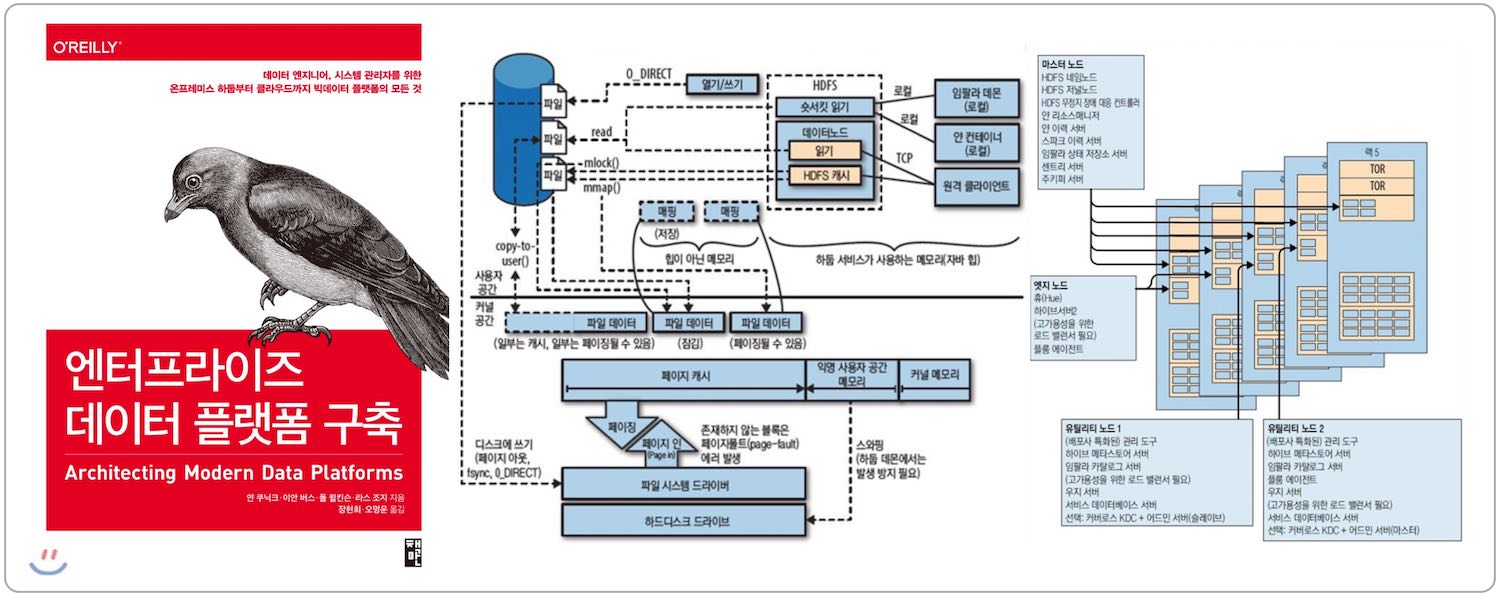 O'REILLY®
데이터 엔지니어, 시스템 관리자를 위한
온프레미스 하둡부터 클라우드까지 빅데이터 플랫폼의 모든 것
엔터프라이즈
데이터 플랫폼 구축
Architecting Modern Data Platforms
얀 쿠닉크·이안 버스·폴 윌킨슨·라스 조지 지음
장현희·오명운 옮김
책만
O_DIRECT
열기/쓰기
파일
read
파일
mlock()
파일
mmap()
HDFS
숏서킷 읽기
데이터노드
읽기
HDFS 캐시
로컬
로컬
TCP
임팔라 데몬
(로컬)
얀 컨테이너
(로컬)
원격 클라이언트
매핑
매핑
(저장)
힙이 아닌 메모리
하둡 서비스가 사용하는 메모리(자바 힙)
copy-to-
user()
사용자
공간
커널
공간
파일 데이터
파일 데이터
파일 데이터
(일부는 캐시, 일부는 페이징될 수 있음)
(잠김)
(페이징될 수 있음)
페이지 캐시
익명 사용자 공간
메모리
커널 메모리
페이징
페이지 인
(Page in)
존재하지 않는 블록은
페이지폴트(page-fault)
에러 발생
디스크에 쓰기
(페이지 아웃,
fsync, O_DIRECT)
스와핑
(하둡 데몬에서는
발생 방지 필요)
파일 시스템 드라이버
하드디스크 드라이브
마스터 노드
HDFS 네임노드
HDFS 저널노드
HDFS 무정지 장애 대응 컨트롤러
얀 리소스매니저
얀 이력 서버
스파크 이력 서버
임팔라 상태 저장소 서버
센트리 서버
주키퍼 서버
랙 5
TOR
TOR
엣지 노드
휴(Hue)
하이브서버2
(고가용성을 위한
로드 밸런서 필요)
플룸 에이전트
유틸리티 노드 1
(배포사 특화된) 관리 도구
하이브 메타스토어 서버
임팔라 카탈로그 서버
(고가용성을 위한 로드 밸런서 필요)
우지 서버
서비스 데이터베이스 서버
선택: 커버로스 KDC + 어드민 서버(슬레이브)
유틸리티 노드 2
(배포사 특화된) 관리 도구
하이브 메타스토어 서버
임팔라 카탈로그 서버
플룸 에이전트
우지 서버
(고가용성을 위한 로드 밸런서 필요)
서비스 데이터베이스 서버
선택: 커버로스 KDC + 어드민 서버(마스터)